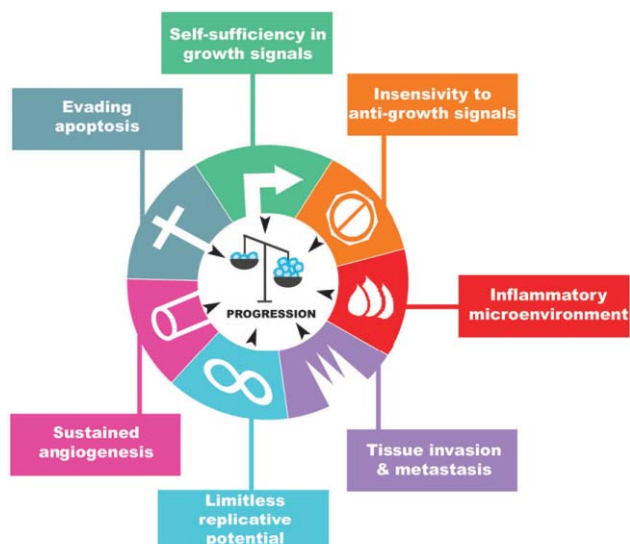 Self-sufficiency in
growth signals
Evading
apoptosis
Insensivity to
anti-growth signals
PROGRESSION
Inflammatory
microenvironment
Sustained
angiogenesis
Tissue invasion
& metastasis
Limitless
replicative
potential